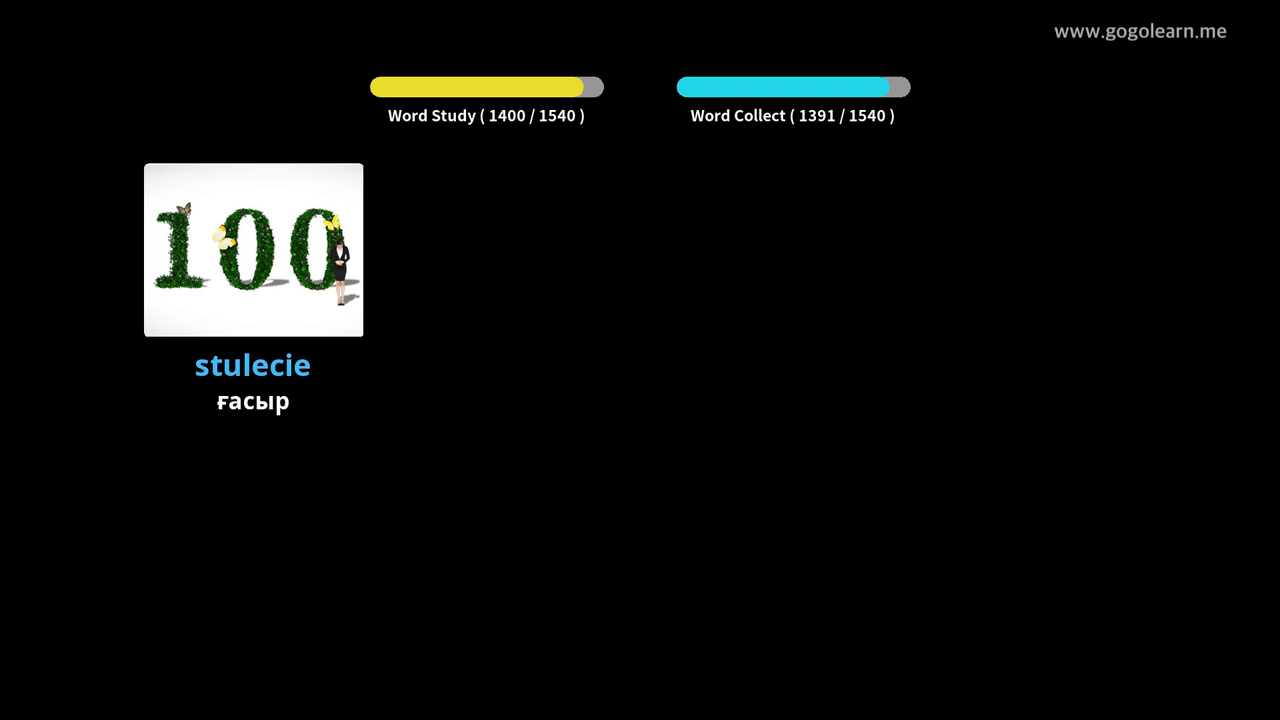 www.gogolearn.me
Word Study ( 1400 / 1540 )
Word Collect ( 1391 / 1540 )
100
stulecie
ғасыр